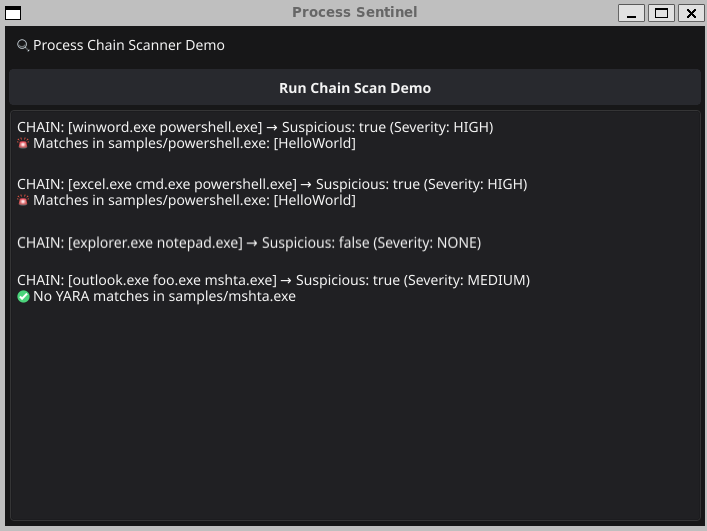 Process Sentinel
🔍 Process Chain Scanner Demo
Run Chain Scan Demo
CHAIN: [winword.exe powershell.exe] → Suspicious: true (Severity: HIGH)
🚨 Matches in samples/powershell.exe: [HelloWorld]
CHAIN: [excel.exe cmd.exe powershell.exe] → Suspicious: true (Severity: HIGH)
🚨 Matches in samples/powershell.exe: [HelloWorld]
CHAIN: [explorer.exe notepad.exe] → Suspicious: false (Severity: NONE)
CHAIN: [outlook.exe foo.exe mshta.exe] → Suspicious: true (Severity: MEDIUM)
✅ No YARA matches in samples/mshta.exe